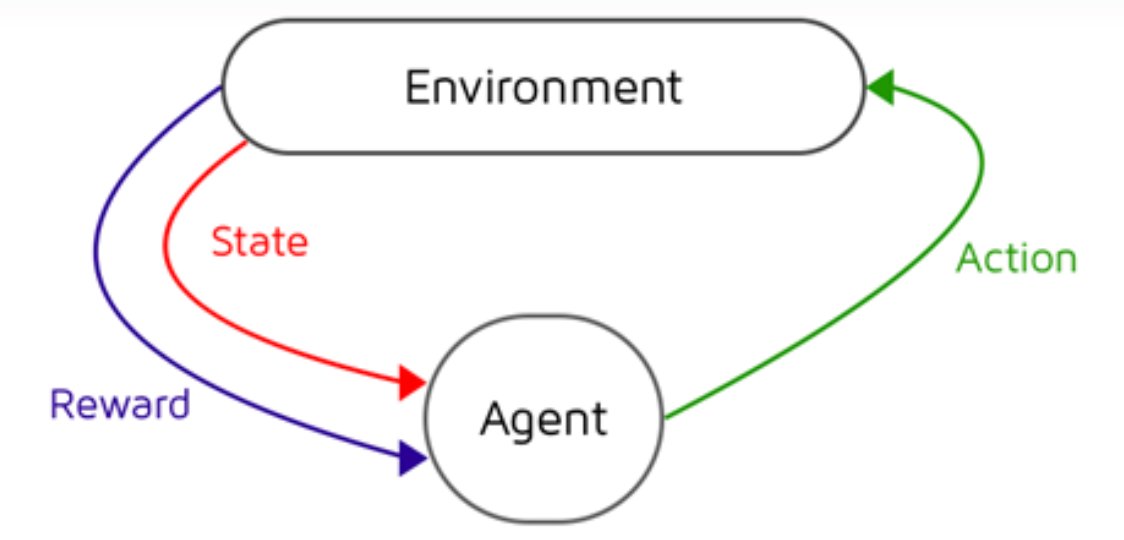 Environment
State
Action
Reward
Agent